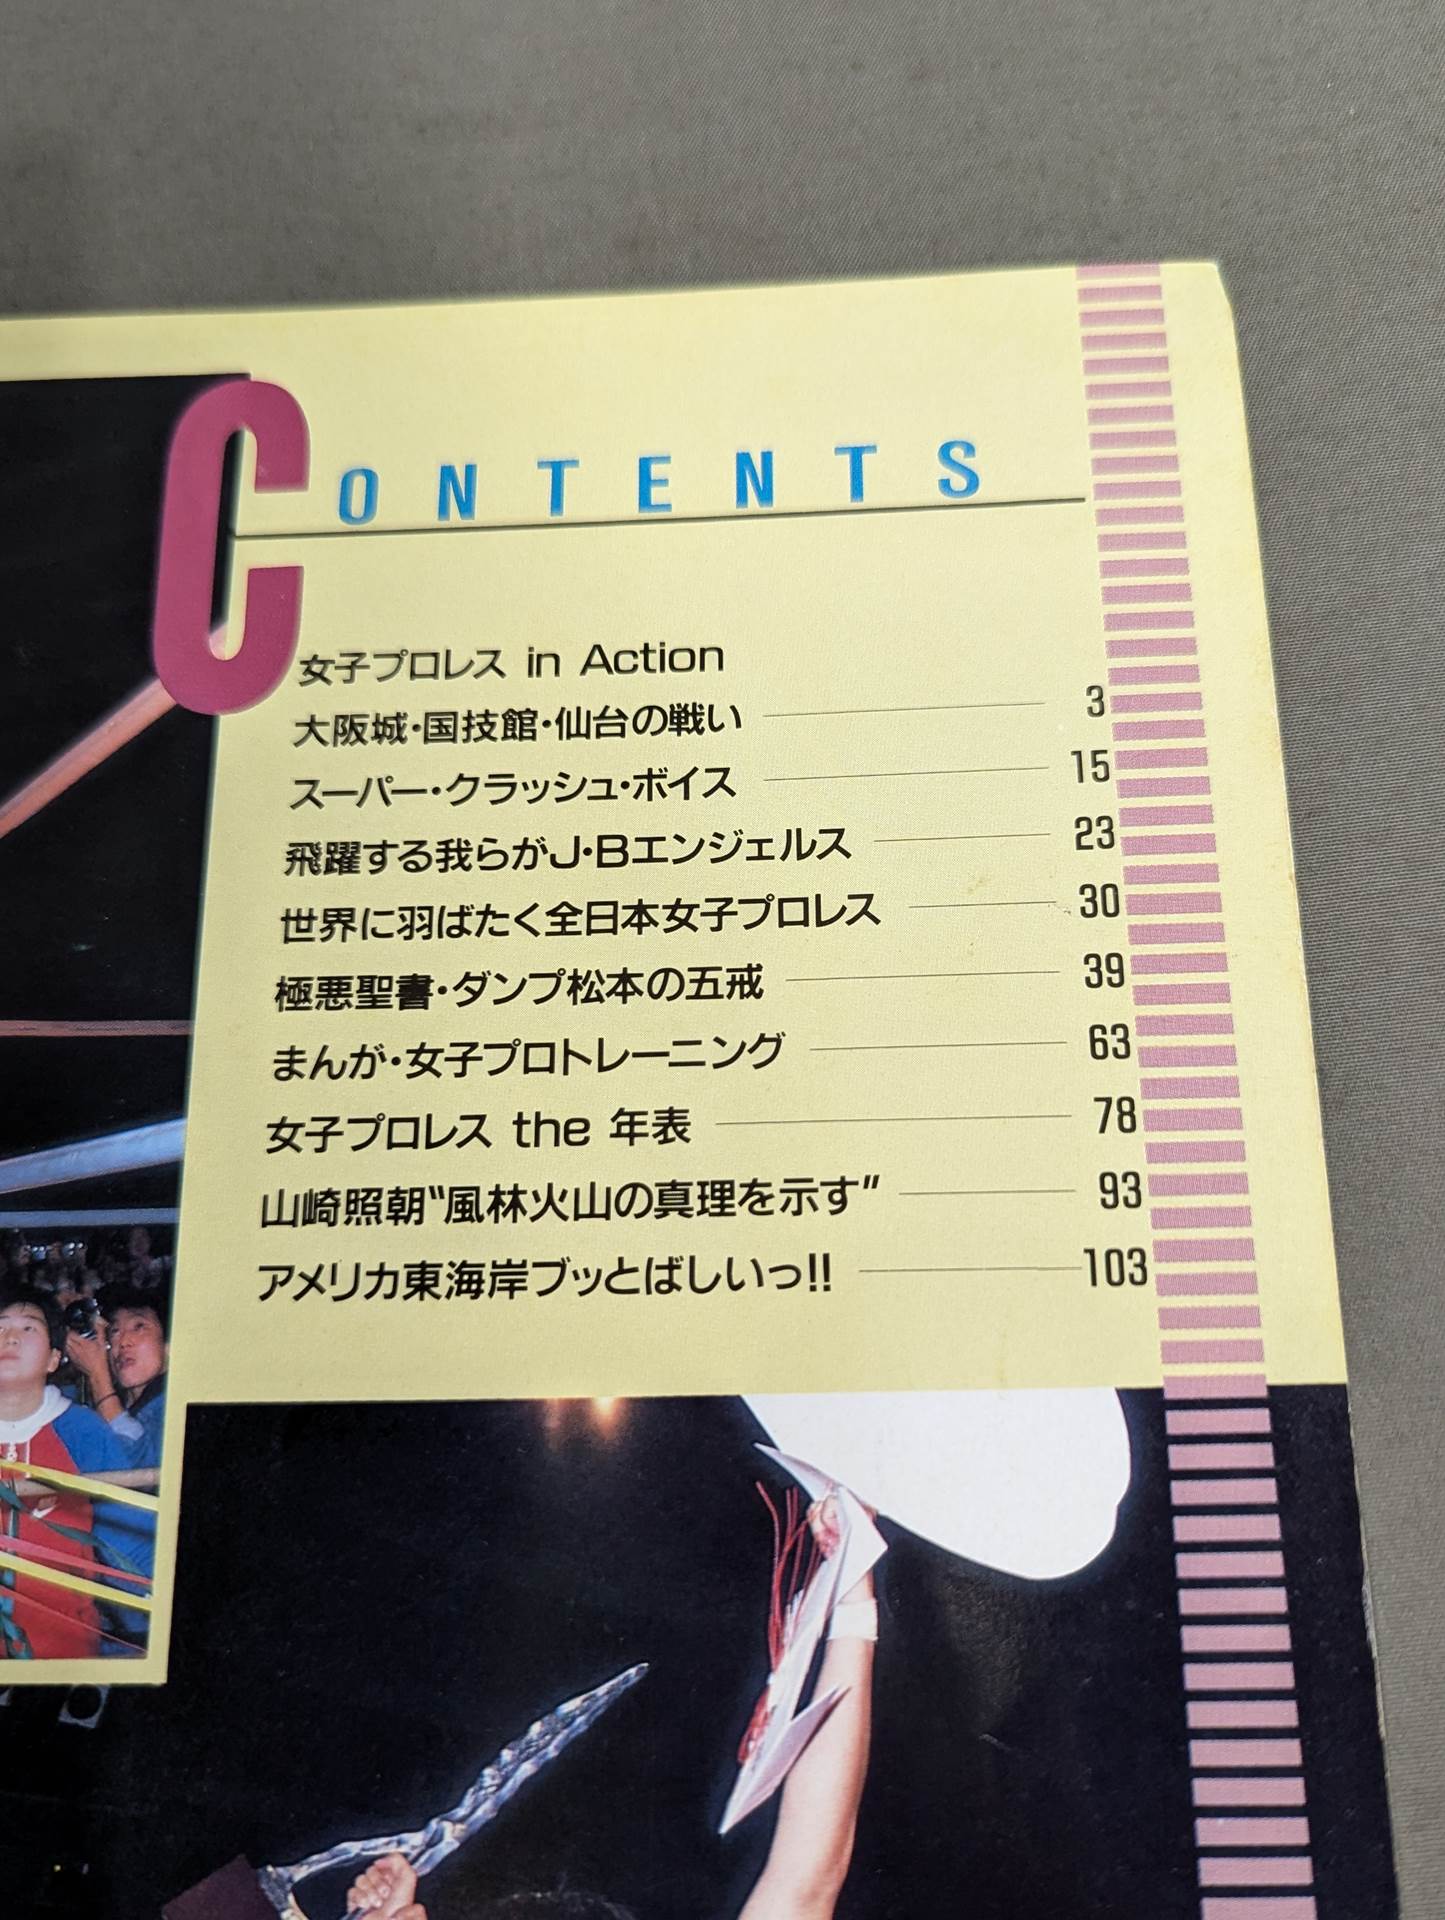 CONTENTS
女子プロレス in Action
大阪城・国技館・仙台の戦い 3
スーパー・クラッシュ・ボイス 15
飛躍する我らがJ・Bエンジェルス 23
世界に羽ばたく全日本女子プロレス 30
極悪聖書・ダンプ松本の五戒 39
まんが・女子プロトレーニング 63
女子プロレス the 年表 78
山崎照朝“風林火山の真理を示す” 93
アメリカ東海岸ブッとばしいっ!! 103